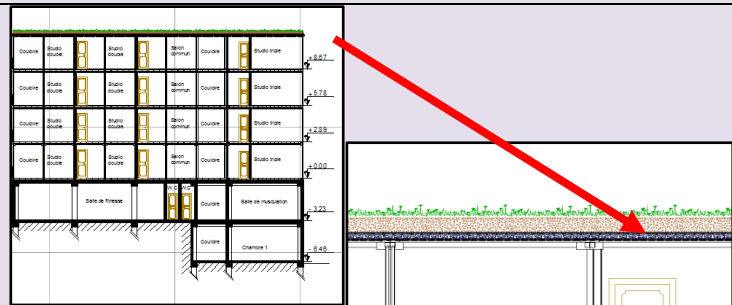 Couloire Studio double Studio double Salon commun Couloire Studio triple
+8.67
Couloire Studio double Studio double Salon commun Couloire Studio triple
+5.78
Couloire Studio double Studio double Salon commun Couloire Studio triple
+2.89
Couloire Studio double Studio double Salon commun Couloire Studio triple
+0.00
W.C W.C
Salle de fitnesse Couloire Salle de musculation
- 3.23
Couloire Chambre 1
- 6.46